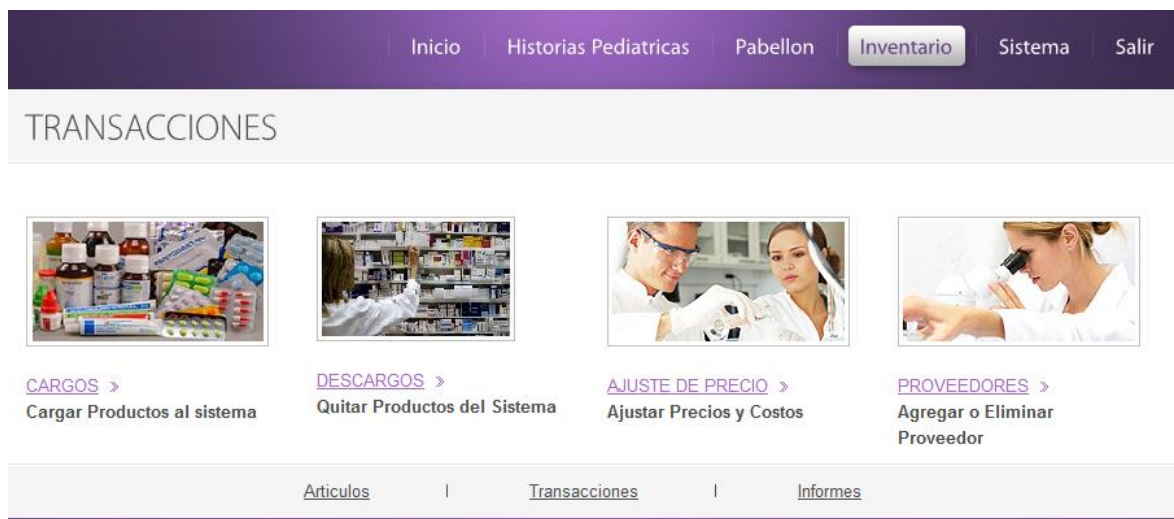 Inicio Historias Pediatricas Pabellon Inventario Sistema Salir
TRANSACCIONES
CARGOS »
Cargar Productos al sistema
DESCARGOS »
Quitar Productos del Sistema
AJUSTE DE PRECIO »
Ajustar Precios y Costos
PROVEEDORES »
Agregar o Eliminar
Proveedor
Articulos | Transacciones | Informes